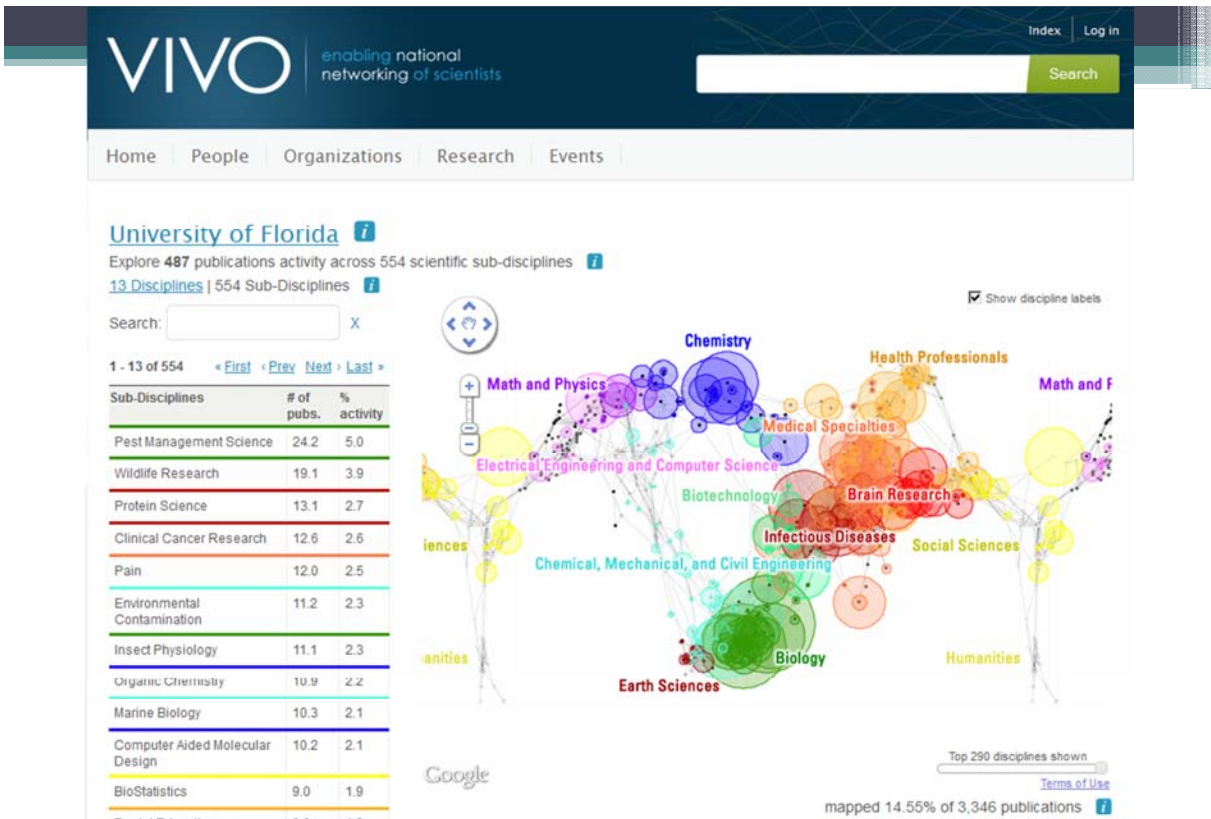 VIVO
enabling national
networking of scientists
Index | Log in
Search
Home People Organizations Research Events
University of Florida i
Explore 487 publications activity across 554 scientific sub-disciplines i
13 Disciplines | 554 Sub-Disciplines i
Search: X
1 - 13 of 554 « First ‹ Prev Next › Last »
Sub-Disciplines # of pubs. % activity
Pest Management Science 24.2 5.0
Wildlife Research 19.1 3.9
Protein Science 13.1 2.7
Clinical Cancer Research 12.6 2.6
Pain 12.0 2.5
Environmental Contamination 11.2 2.3
Insect Physiology 11.1 2.3
Organic Chemistry 10.9 2.2
Marine Biology 10.3 2.1
Computer Aided Molecular Design 10.2 2.1
BioStatistics 9.0 1.9
Show discipline labels
Chemistry
Health Professionals
Math and Physics
Math and F
Medical Specialties
Electrical Engineering and Computer Science
Biotechnology
Brain Research
Infectious Diseases
iences
Social Sciences
Chemical, Mechanical, and Civil Engineering
Biology
anities
Humanities
Earth Sciences
Google
Top 290 disciplines shown
Terms of Use
mapped 14.55% of 3,346 publications i